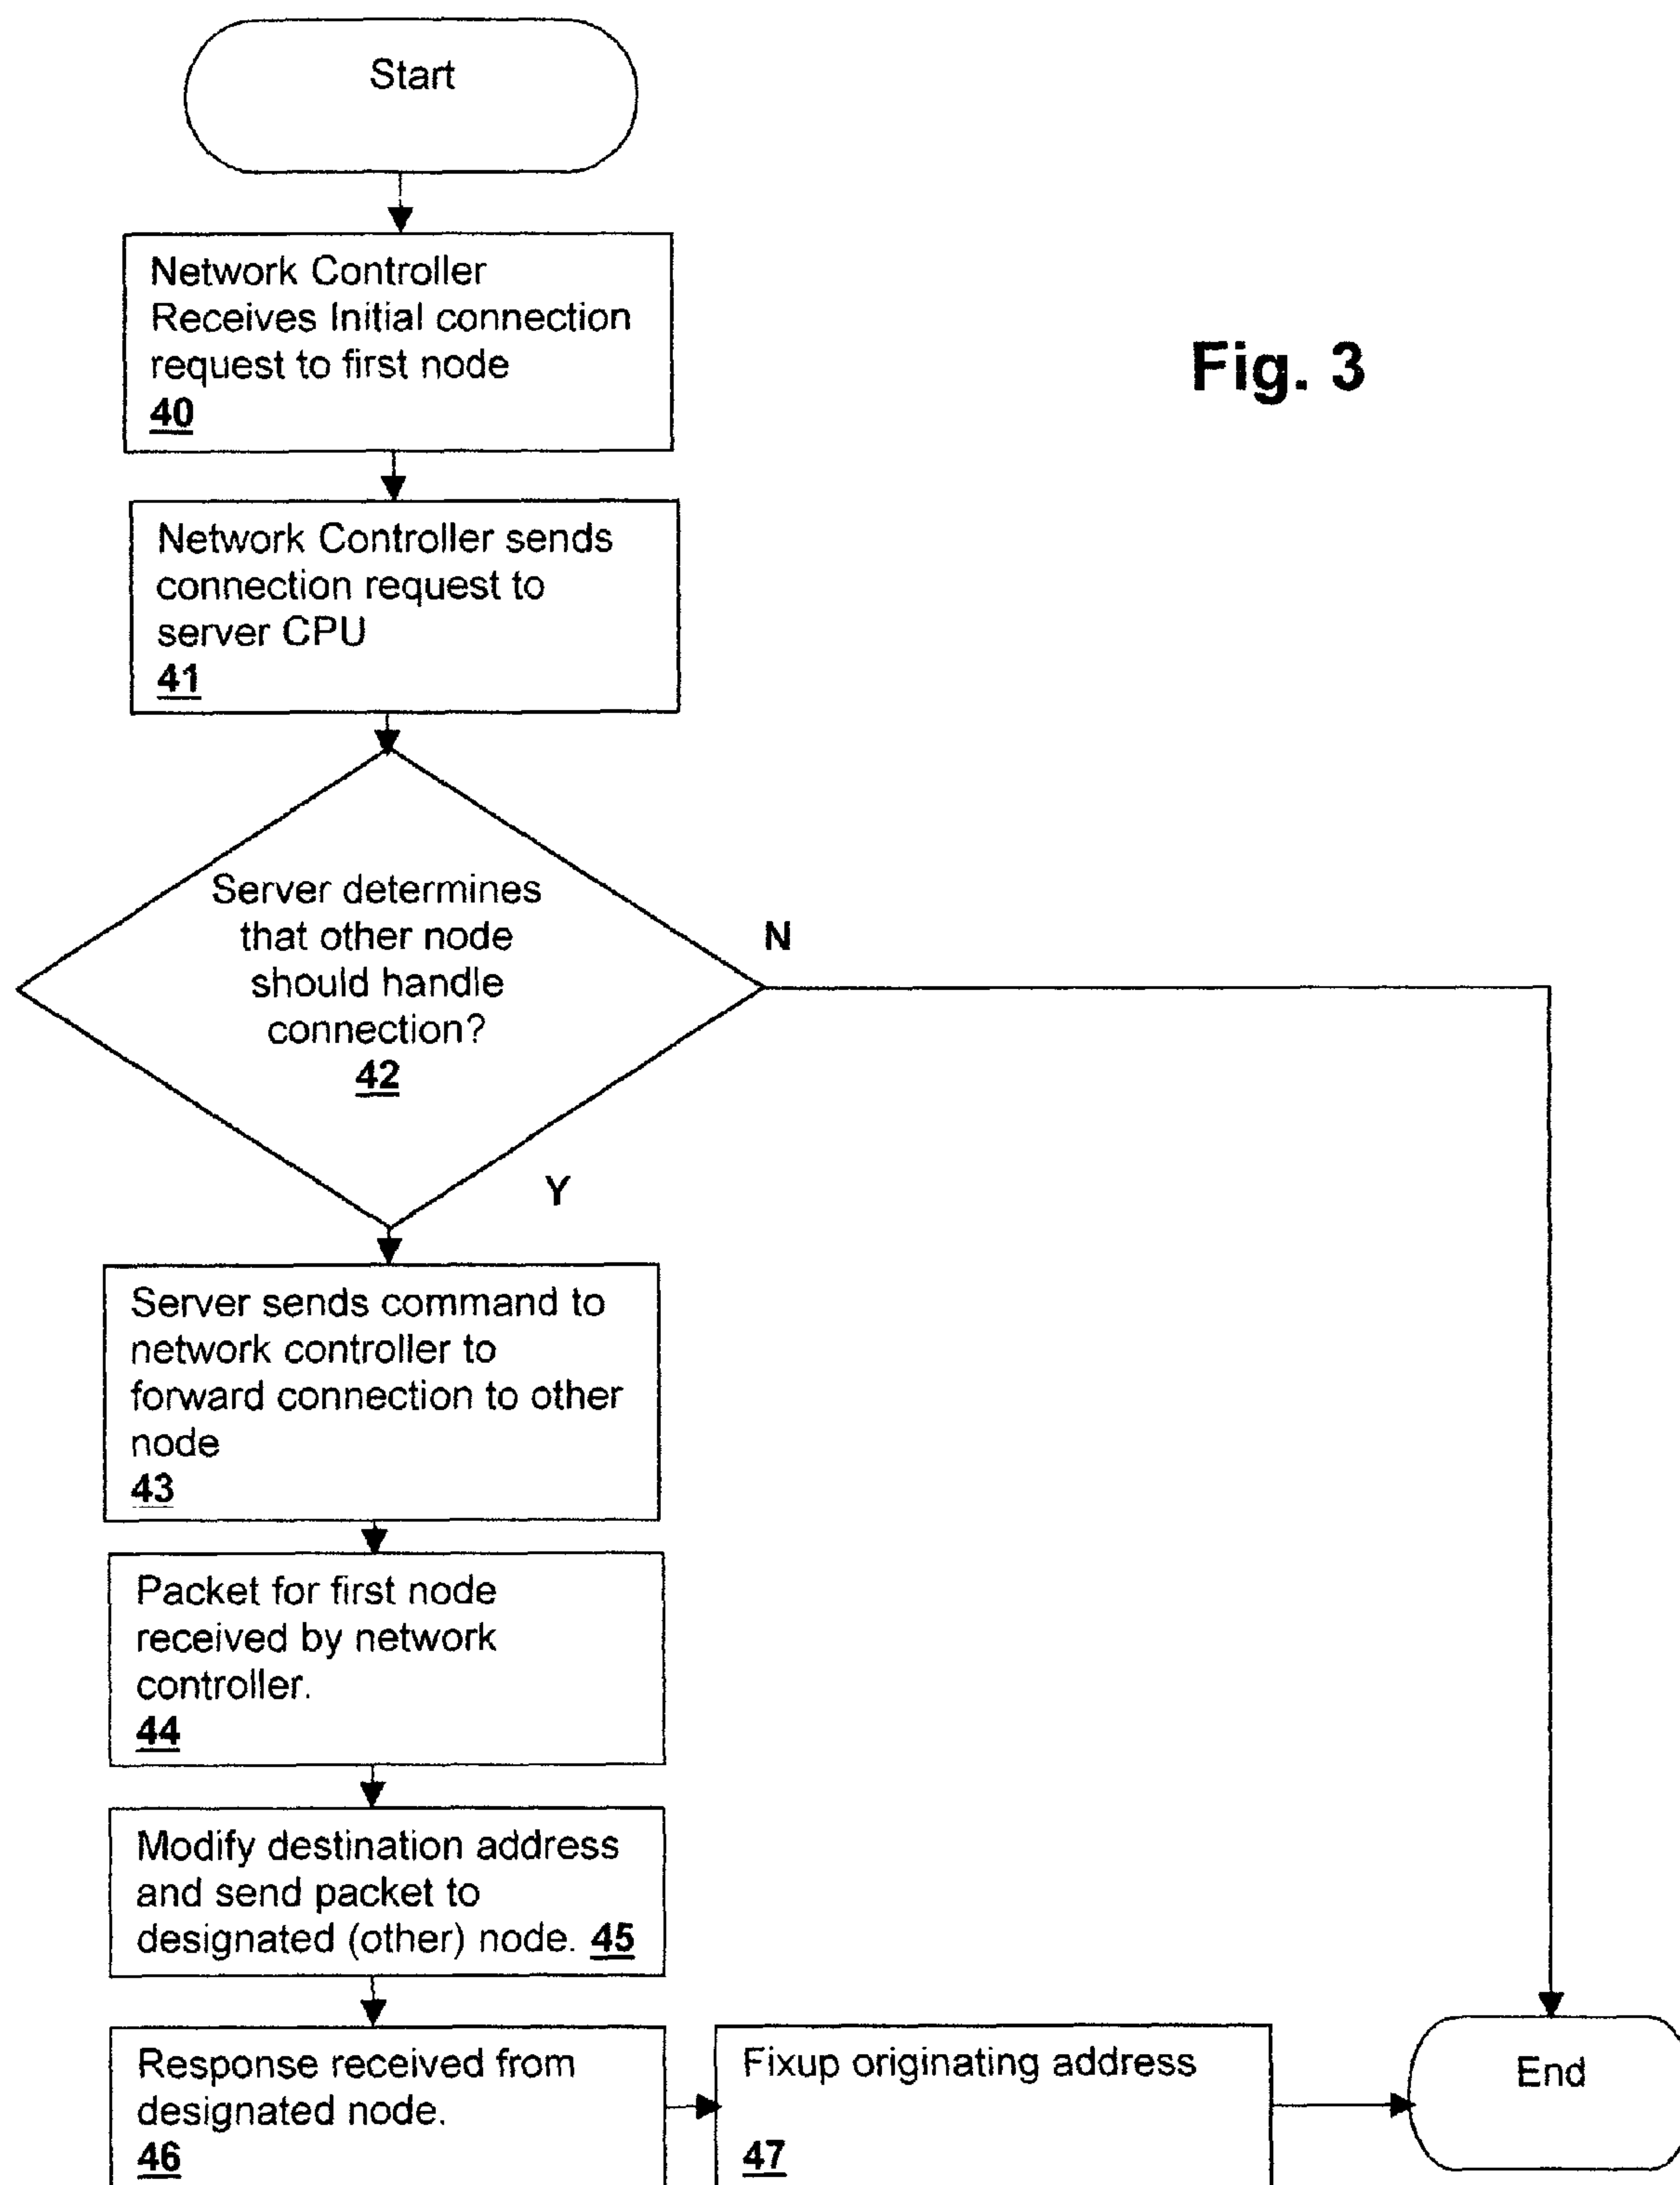 Start
Network Controller
Receives Initial connection
request to first node
40
Fig. 3
Network Controller sends
connection request to
server CPU
41
Server determines
that other node
should handle
connection?
42
N
Y
Server sends command to
network controller to
forward connection to other
node
43
Packet for first node
received by network
controller.
44
Modify destination address
and send packet to
designated (other) node. 45
Response received from
designated node.
46
Fixup originating address
47
End